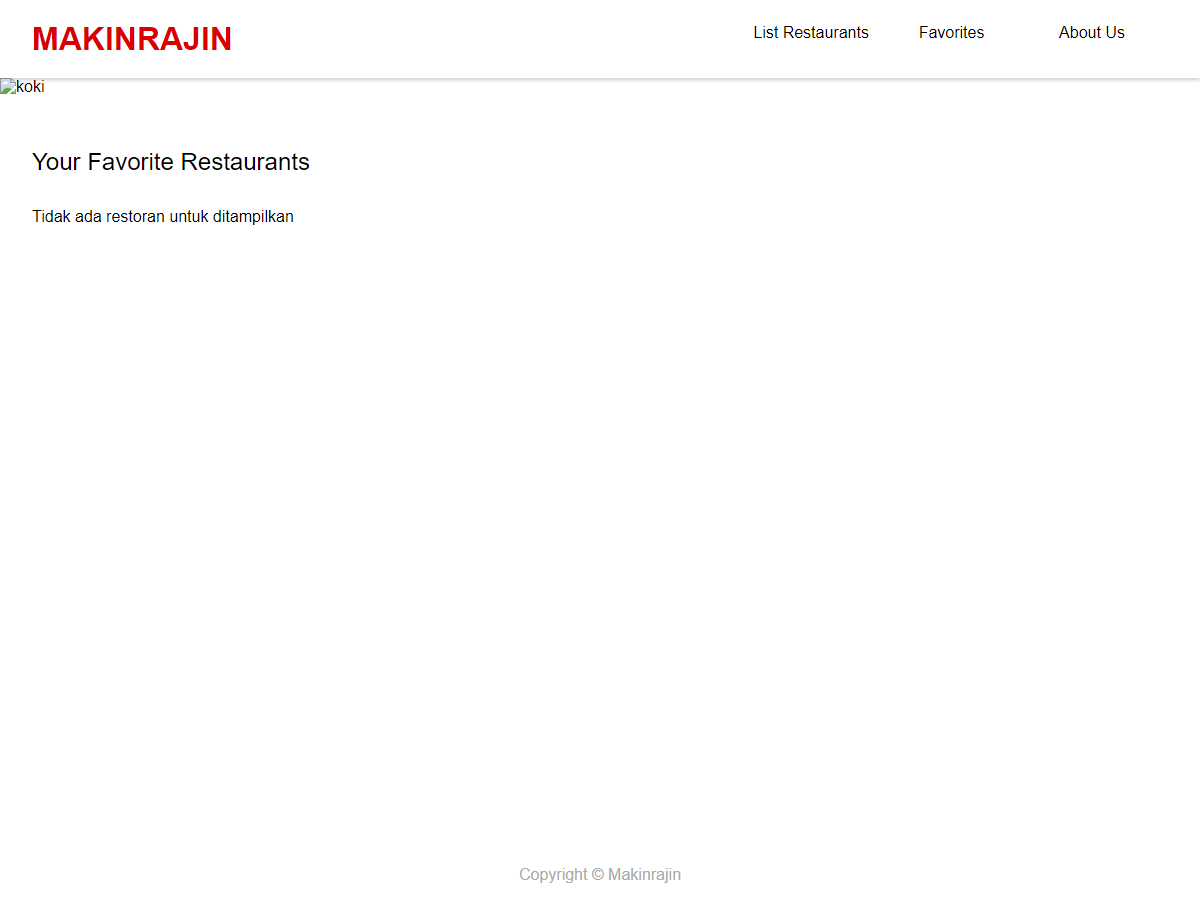 MAKINRAJIN
List Restaurants Favorites About Us
koki
Your Favorite Restaurants
Tidak ada restoran untuk ditampilkan
Copyright © Makinrajin